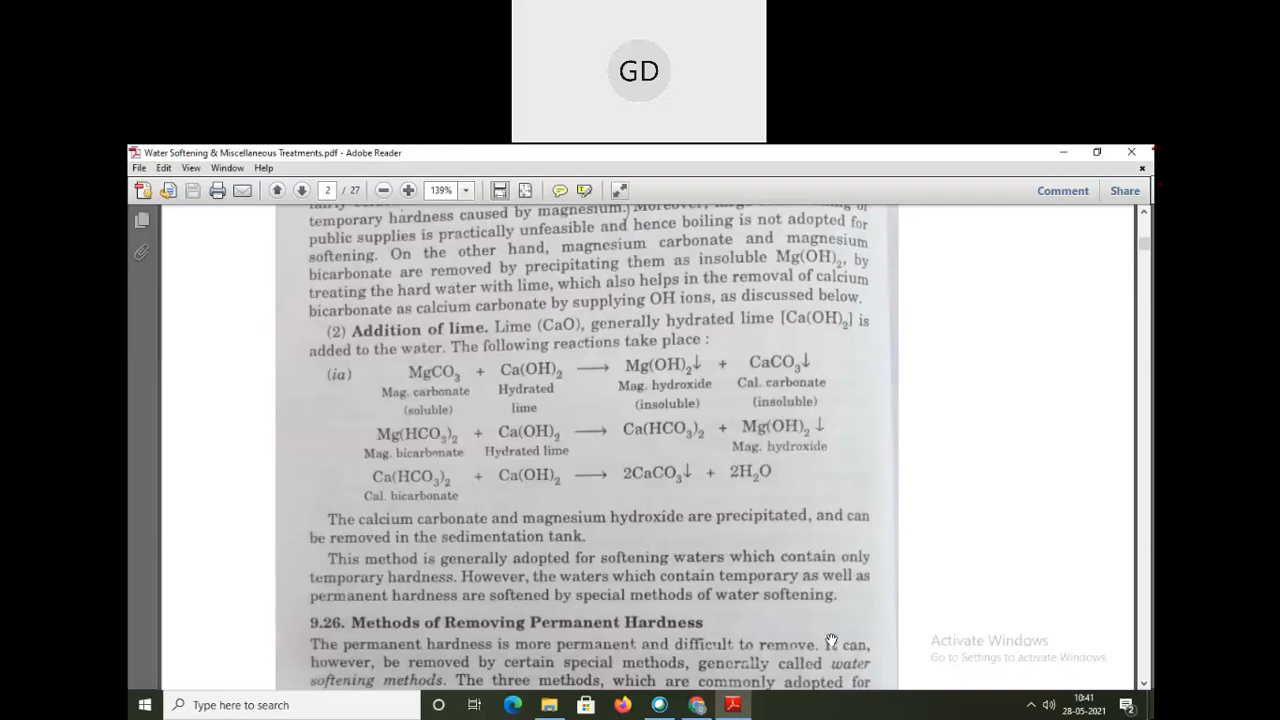 GD
Water Softening & Miscellaneous Treatments.pdf - Adobe Reader
File Edit View Window Help
2 / 27 139% Comment Share
temporary hardness caused by magnesium. Moreover, of
public supplies is practically unfeasible and hence boiling is not adopted for
softening. On the other hand, magnesium carbonate and magnesium
bicarbonate are removed by precipitating them as insoluble Mg(OH)₂, by
treating the hard water with lime, which also helps in the removal of calcium
bicarbonate as calcium carbonate by supplying OH ions, as discussed below.
(2) Addition of lime. Lime (CaO), generally hydrated lime [Ca(OH)₂] is
added to the water. The following reactions take place :
(ia) MgCO₃ + Ca(OH)₂ ⟶ Mg(OH)₂↓ + CaCO₃↓
Mag. carbonate Hydrated Mag. hydroxide Cal. carbonate
(soluble) lime (insoluble) (insoluble)
Mg(HCO₃)₂ + Ca(OH)₂ ⟶ Ca(HCO₃)₂ + Mg(OH)₂ ↓
Mag. bicarbonate Hydrated lime Mag. hydroxide
Ca(HCO₃)₂ + Ca(OH)₂ ⟶ 2CaCO₃↓ + 2H₂O
Cal. bicarbonate
The calcium carbonate and magnesium hydroxide are precipitated, and can
be removed in the sedimentation tank.
This method is generally adopted for softening waters which contain only
temporary hardness. However, the waters which contain temporary as well as
permanent hardness are softened by special methods of water softening.
9.26. Methods of Removing Permanent Hardness
The permanent hardness is more permanent and difficult to remove. It can,
however, be removed by certain special methods, generally called water
softening methods. The three methods, which are commonly adopted for
Activate Windows
Go to Settings to activate Windows.
Type here to search
10:41
28-05-2021
2